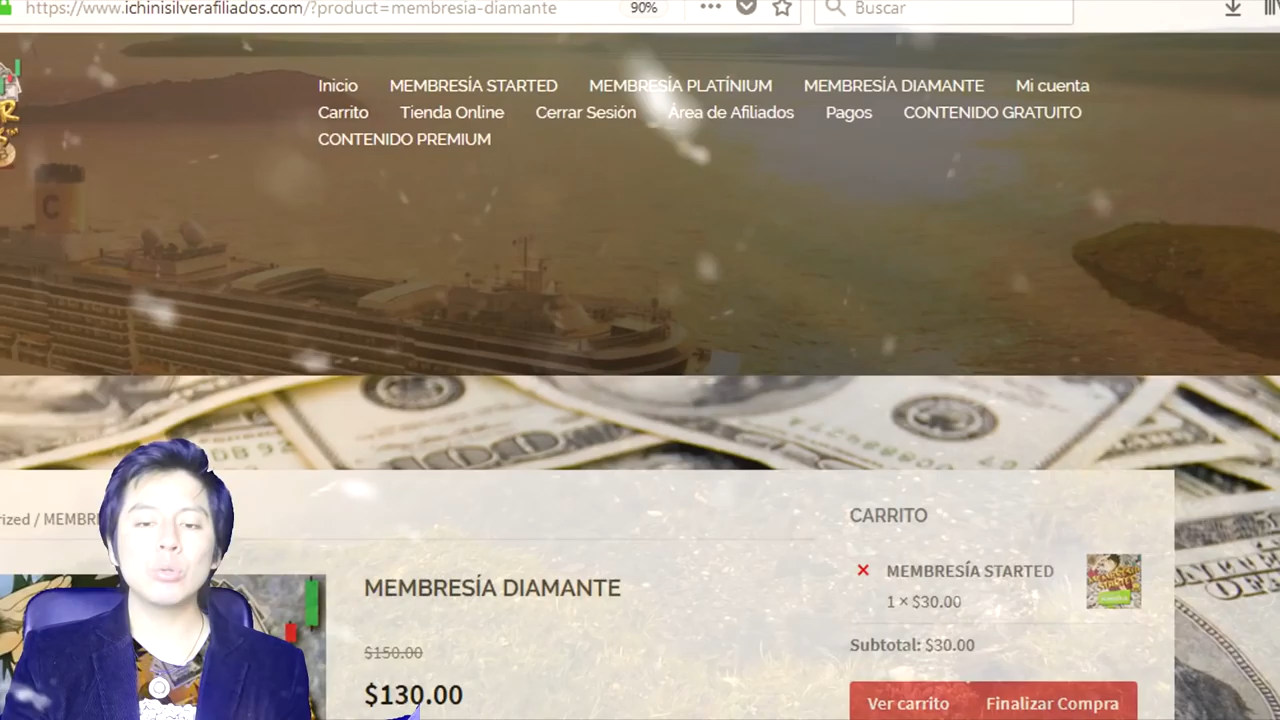 https://www.ichinisilverafiliados.com/?product=membresia-diamante
90%
Buscar
Inicio MEMBRESÍA STARTED MEMBRESÍA PLATÍNIUM MEMBRESÍA DIAMANTE Mi cuenta
Carrito Tienda Online Cerrar Sesión Área de Afiliados Pagos CONTENIDO GRATUITO
CONTENIDO PREMIUM
C
rized / MEMBR
CARRITO
MEMBRESÍA STARTED
1 × $30.00
Subtotal: $30.00
Ver carrito Finalizar Compra
MEMBRESÍA DIAMANTE
$150.00
$130.00